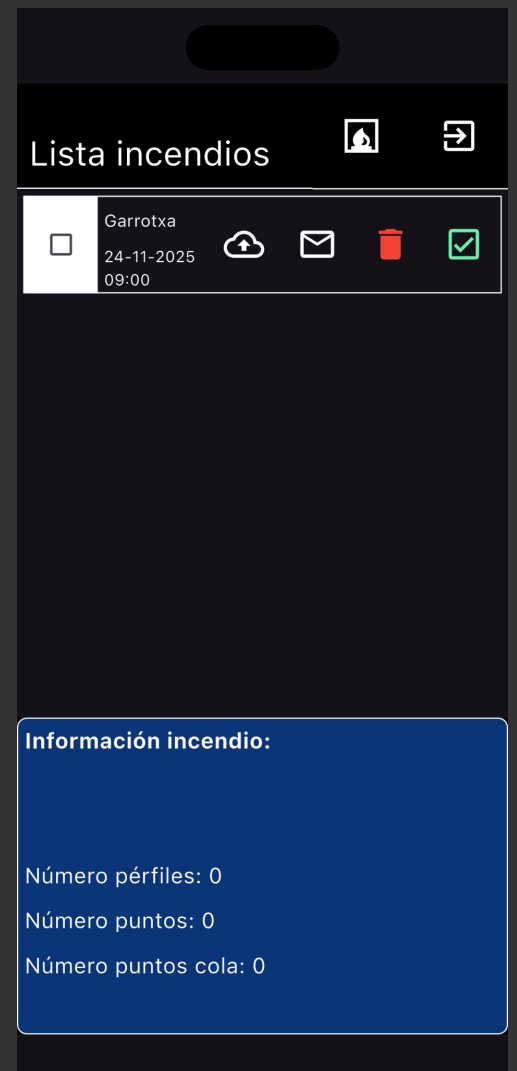 Lista incendios
Garrotxa
24-11-2025
09:00
Información incendio:
Número pérfiles: 0
Número puntos: 0
Número puntos cola: 0